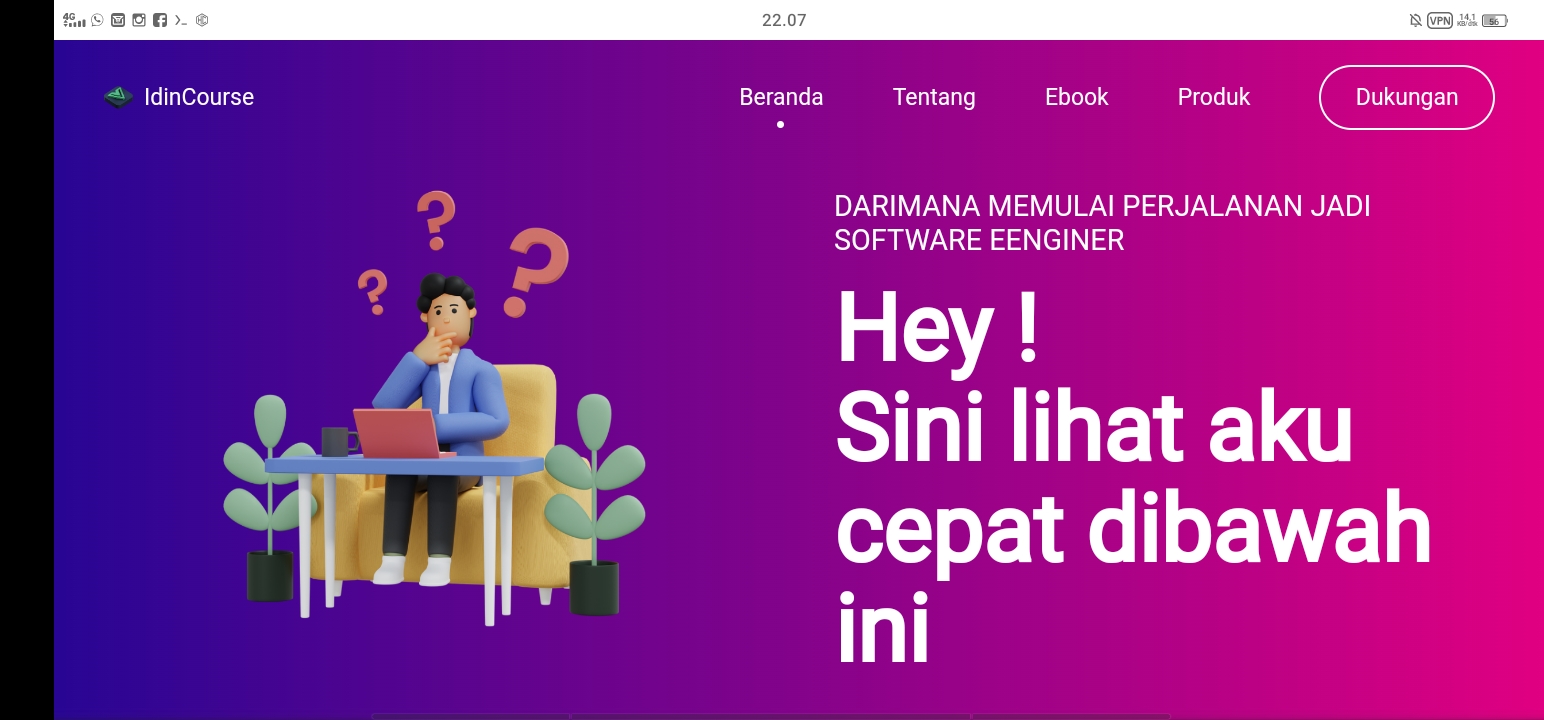 4G 22.07 VPN 14,1 KB/dtk 56
IdinCourse Beranda Tentang Ebook Produk Dukungan
DARIMANA MEMULAI PERJALANAN JADI
SOFTWARE EENGINER
Hey !
Sini lihat aku
cepat dibawah
ini